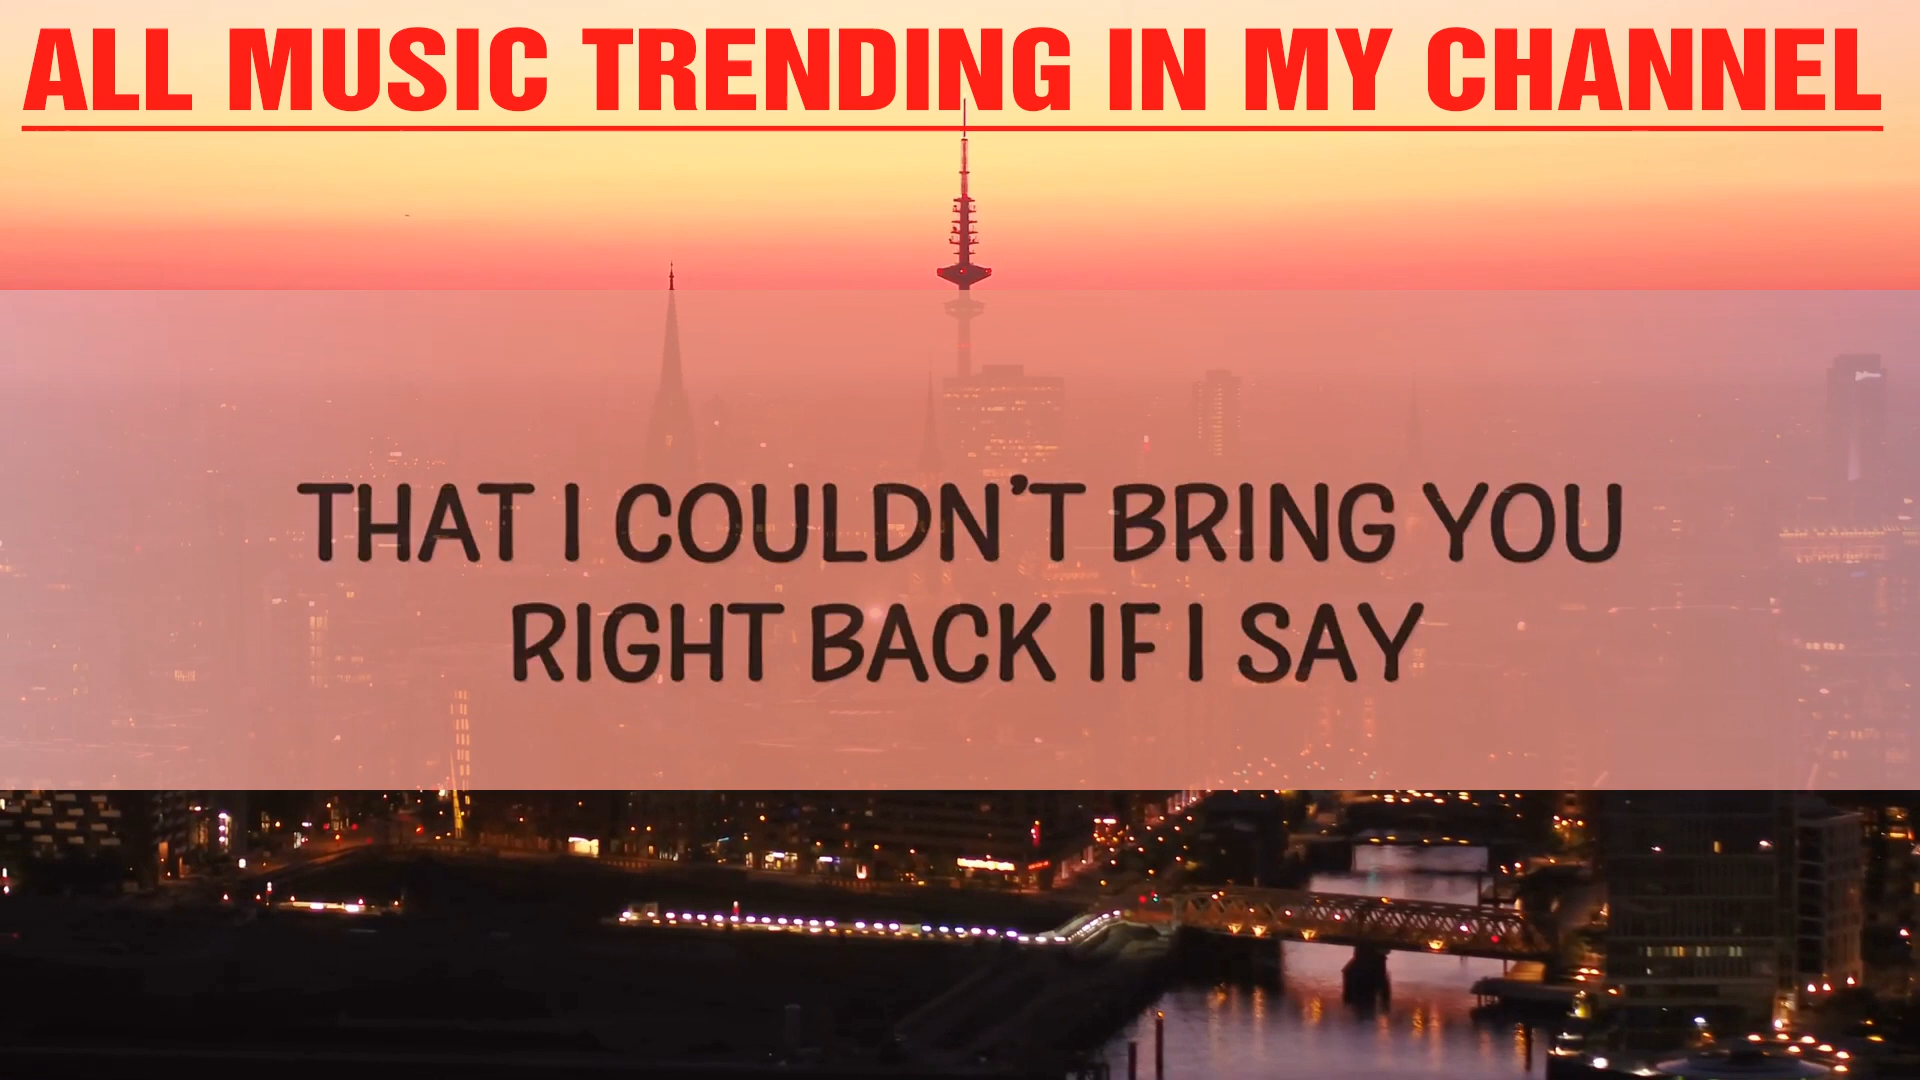 ALL MUSIC TRENDING IN MY CHANNEL
THAT I COULDN'T BRING YOU
RIGHT BACK IF I SAY